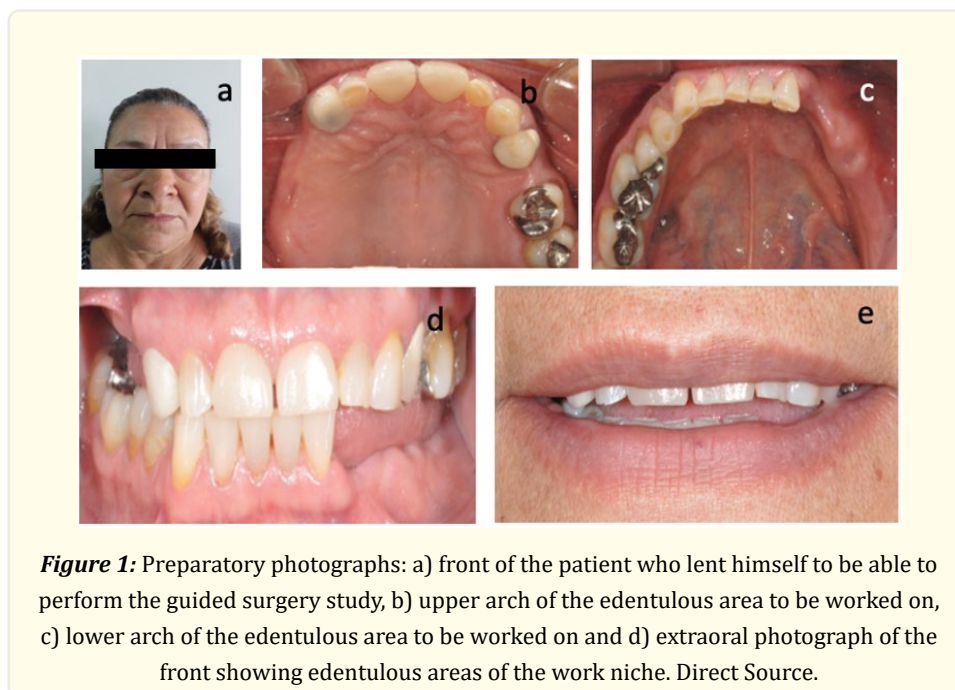 a
b
c
d
e
Figure 1: Preparatory photographs: a) front of the patient who lent himself to be able to
perform the guided surgery study, b) upper arch of the edentulous area to be worked on,
c) lower arch of the edentulous area to be worked on and d) extraoral photograph of the
front showing edentulous areas of the work niche. Direct Source.